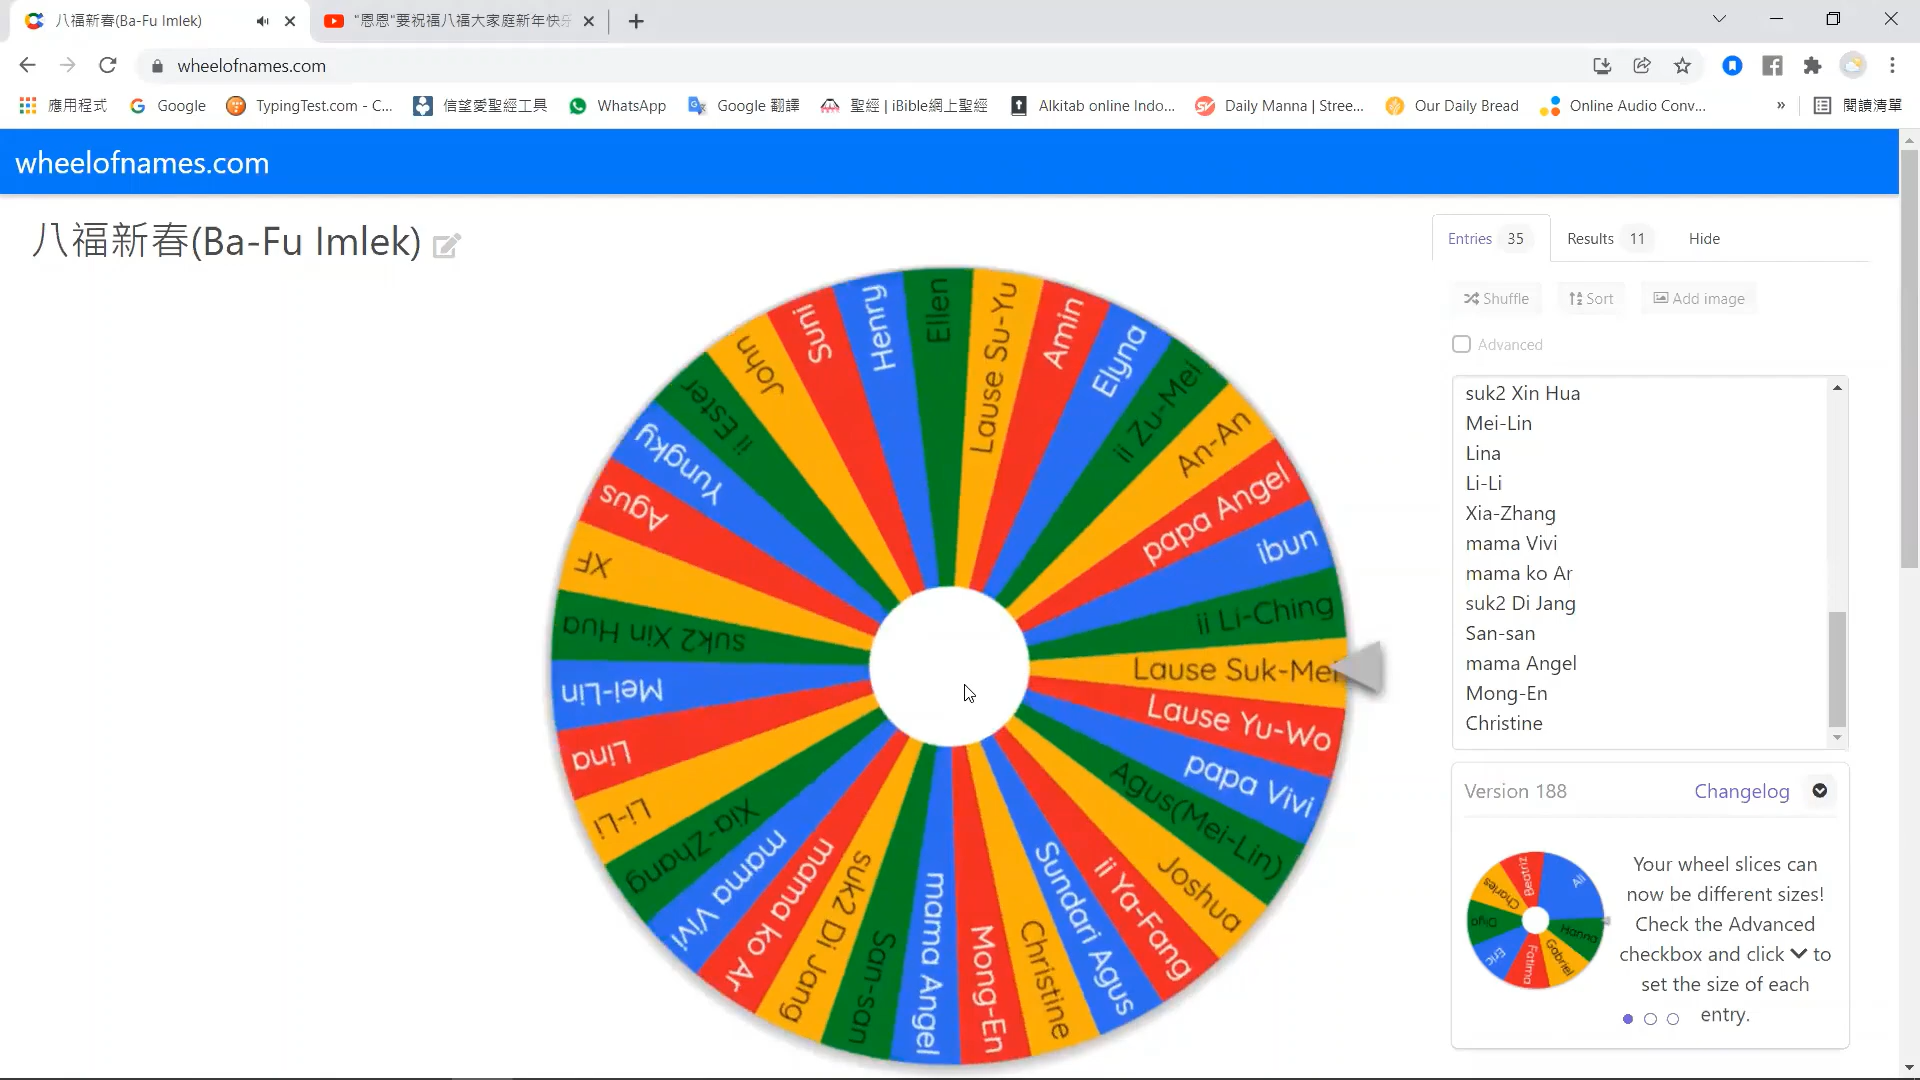 八福新春(Ba-Fu Imlek)
"恩恩"要祝福八福大家庭新年快乐
wheelofnames.com
應用程式
Google
TypingTest.com - C...
信望愛聖經工具
WhatsApp
Google 翻譯
聖經 | iBible網上聖經
Alkitab online Indo...
Daily Manna | Stree...
Our Daily Bread
Online Audio Conv...
»
閱讀清單
wheelofnames.com
八福新春(Ba-Fu Imlek)
Entries 35
Results 11
Hide
Shuffle
Sort
Add image
Advanced
suk2 Xin Hua
Mei-Lin
Lina
Li-Li
Xia-Zhang
mama Vivi
mama ko Ar
suk2 Di Jang
San-san
mama Angel
Mong-En
Christine
Version 188
Changelog
Your wheel slices can
now be different sizes!
Check the Advanced
checkbox and click to
set the size of each
entry.
Ali
Beatriz
Charles
Diya
Eric
Fatima
Gabriel
Hanna
Lause Suk-Mei
ii Li-Ching
ibun
papa Angel
An-An
ii Zu-Mei
Elyna
Amin
Lause Su-Yu
Ellen
Henry
Suni
John
ii Ester
Yungky
Agus
XF
suk2 Xin Hua
Mei-Lin
Lina
Li-Li
Xia-Zhang
mama Vivi
mama ko Ar
suk2 Di Jang
San-san
mama Angel
Mong-En
Christine
Sundari Agus
ii Ya-Fang
Joshua
Agus(Mei-Lin)
papa Vivi
Lause Yu-Wo